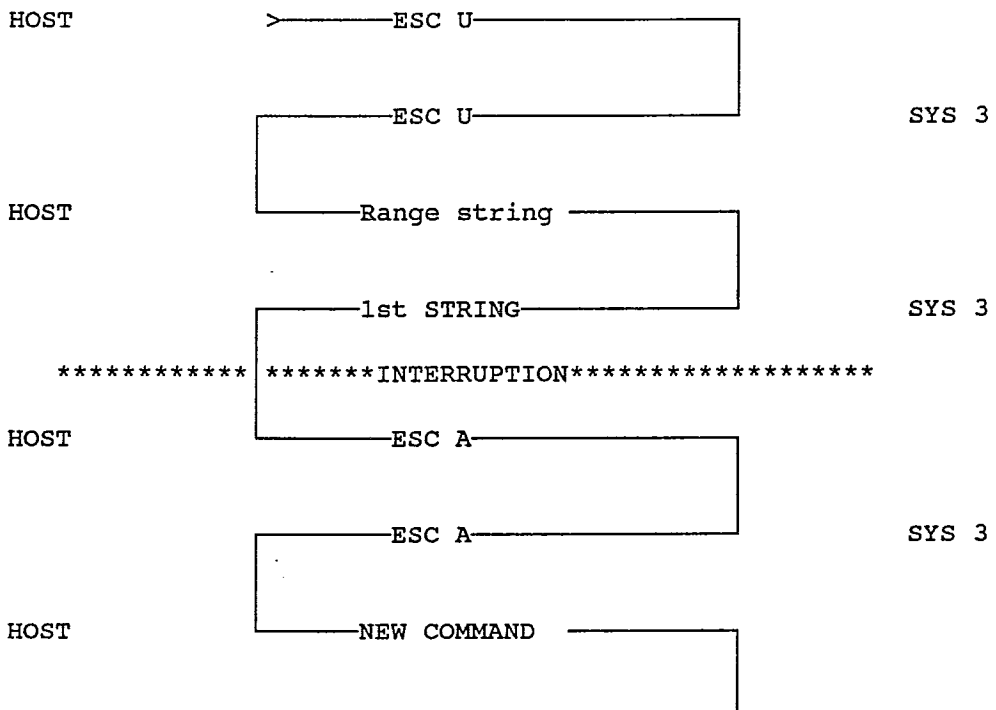 HOST > ESC U
ESC U SYS 3
HOST Range string
1st STRING SYS 3
************ *******INTERRUPTION*******************
HOST ESC A
ESC A SYS 3
HOST NEW COMMAND